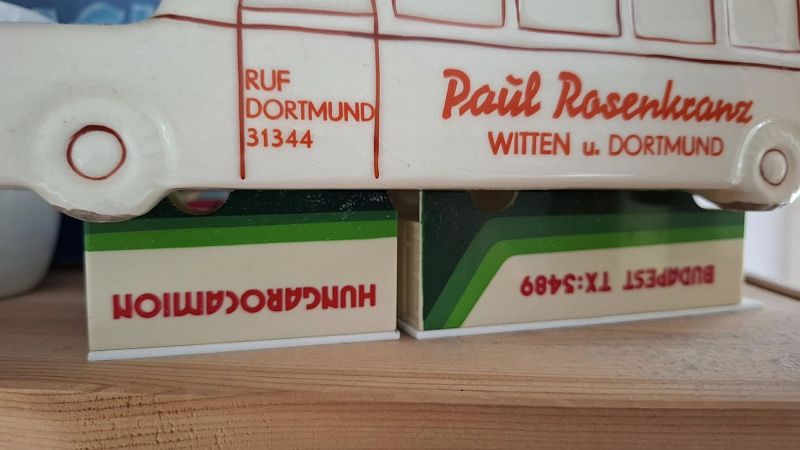 RUF
DORTMUND
31344
Paul Rosenkranz
WITTEN u. DORTMUND
HUNGAROCAMION
BUDAPEST TX:5489